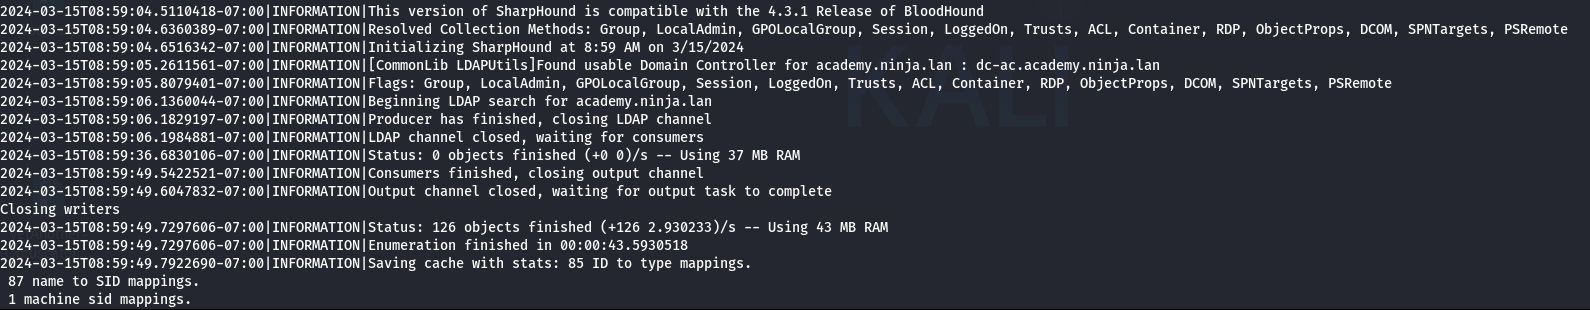 2024-03-15T08:59:04.5110418-07:00|INFORMATION|This version of SharpHound is compatible with the 4.3.1 Release of BloodHound
2024-03-15T08:59:04.6360389-07:00|INFORMATION|Resolved Collection Methods: Group, LocalAdmin, GPOLocalGroup, Session, LoggedOn, Trusts, ACL, Container, RDP, ObjectProps, DCOM, SPNTargets, PSRemote
2024-03-15T08:59:04.6516342-07:00|INFORMATION|Initializing SharpHound at 8:59 AM on 3/15/2024
2024-03-15T08:59:05.2611561-07:00|INFORMATION|[CommonLib LDAPUtils]Found usable Domain Controller for academy.ninja.lan : dc-ac.academy.ninja.lan
2024-03-15T08:59:05.8079401-07:00|INFORMATION|Flags: Group, LocalAdmin, GPOLocalGroup, Session, LoggedOn, Trusts, ACL, Container, RDP, ObjectProps, DCOM, SPNTargets, PSRemote
2024-03-15T08:59:06.1360044-07:00|INFORMATION|Beginning LDAP search for academy.ninja.lan
2024-03-15T08:59:06.1829197-07:00|INFORMATION|Producer has finished, closing LDAP channel
2024-03-15T08:59:06.1984881-07:00|INFORMATION|LDAP channel closed, waiting for consumers
2024-03-15T08:59:36.6830106-07:00|INFORMATION|Status: 0 objects finished (+0 0)/s -- Using 37 MB RAM
2024-03-15T08:59:49.5422521-07:00|INFORMATION|Consumers finished, closing output channel
2024-03-15T08:59:49.6047832-07:00|INFORMATION|Output channel closed, waiting for output task to complete
Closing writers
2024-03-15T08:59:49.7297606-07:00|INFORMATION|Status: 126 objects finished (+126 2.930233)/s -- Using 43 MB RAM
2024-03-15T08:59:49.7297606-07:00|INFORMATION|Enumeration finished in 00:00:43.5930518
2024-03-15T08:59:49.7922690-07:00|INFORMATION|Saving cache with stats: 85 ID to type mappings.
 87 name to SID mappings.
 1 machine sid mappings.
KALI